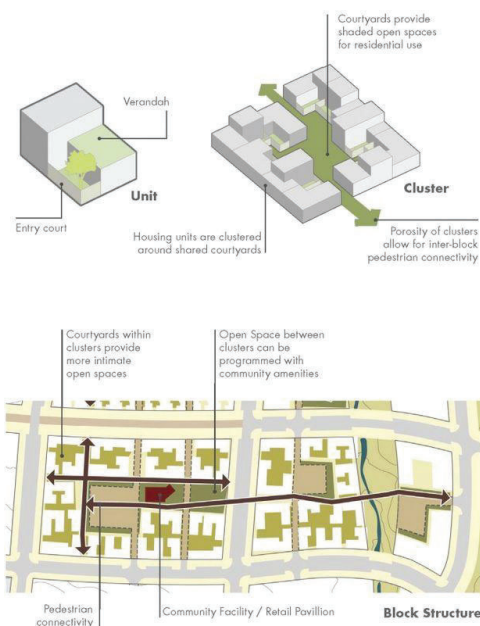 Courtyards provide
shaded open spaces
for residential use
Verandah
Unit
Entry court
Cluster
Housing units are clustered
around shared courtyards
Porosity of clusters
allow for inter-block
pedestrian connectivity
Courtyards within
clusters provide
more intimate
open spaces
Open Space between
clusters can be
programmed with
community amenities
Pedestrian
connectivity
Community Facility / Retail Pavillion
Block Structure